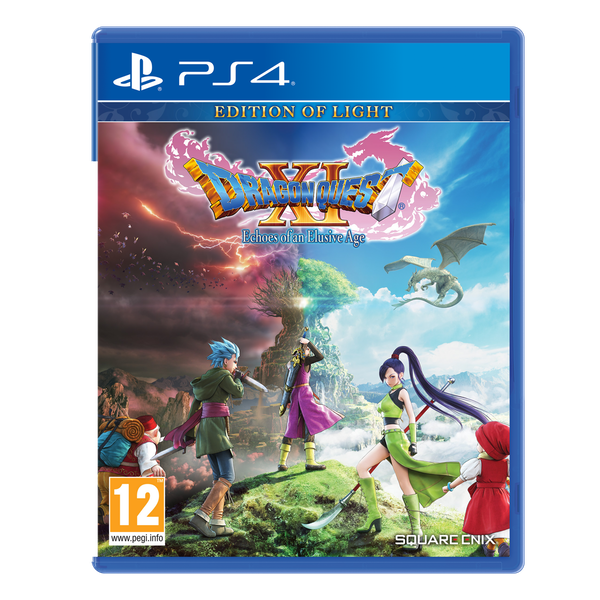 PS4
EDITION OF LIGHT
DRAGON QUEST
XI
Echoes of an Elusive Age
®
12
www.pegi.info
SQUARE ENIX